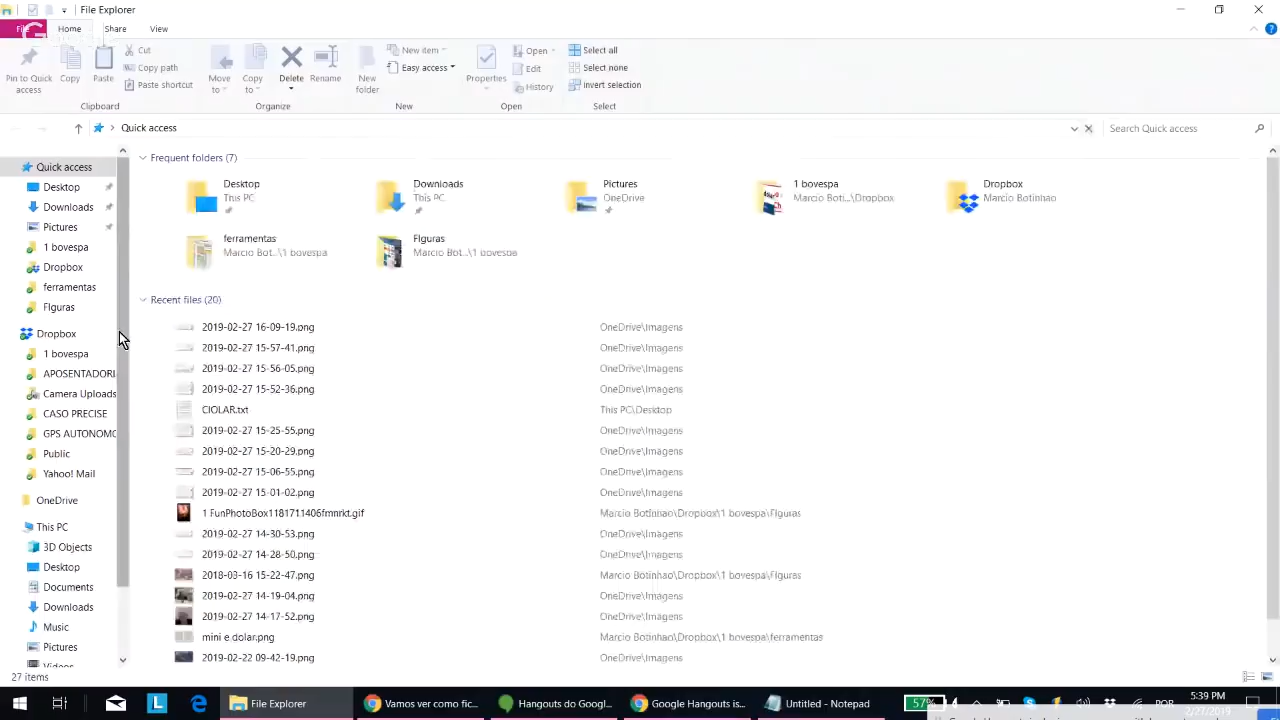 File Explorer
File Home Share View
Pin to Quick access
Copy
Paste
Cut
Copy path
Paste shortcut
Clipboard
Move to
Copy to
Delete
Rename
Organize
New folder
New item
Easy access
New
Properties
Open
Edit
History
Open
Select all
Select none
Invert selection
Select
Quick access
Search Quick access
Quick access
Desktop
Downloads
Pictures
1 bovespa
Dropbox
ferramentas
FIguras
Dropbox
1 bovespa
APOSENTADORI
Camera Uploads
CASO PRECISE
GPS AUTONOMO
Public
Yahoo! Mail
OneDrive
This PC
3D Objects
Desktop
Documents
Downloads
Music
Pictures
Videos
Frequent folders (7)
Desktop
This PC
Downloads
This PC
Pictures
OneDrive
1 bovespa
Marcio Boti...\Dropbox
Dropbox
Marcio Botinhao
ferramentas
Marcio Bot...\1 bovespa
FIguras
Marcio Bot...\1 bovespa
Recent files (20)
2019-02-27 16-09-19.png OneDrive\Imagens
2019-02-27 15-57-41.png OneDrive\Imagens
2019-02-27 15-56-05.png OneDrive\Imagens
2019-02-27 15-52-36.png OneDrive\Imagens
CIOLAR.txt This PC\Desktop
2019-02-27 15-25-55.png OneDrive\Imagens
2019-02-27 15-20-29.png OneDrive\Imagens
2019-02-27 15-06-55.png OneDrive\Imagens
2019-02-27 15-01-02.png OneDrive\Imagens
1 FunPhotoBox1181711406fmnrkt.gif Marcio Botinhao\Dropbox\1 bovespa\FIguras
2019-02-27 14-30-53.png OneDrive\Imagens
2019-02-27 14-28-50.png OneDrive\Imagens
2018-03-16 15-22-47.png Marcio Botinhao\Dropbox\1 bovespa\FIguras
2019-02-27 14-19-04.png OneDrive\Imagens
2019-02-27 14-17-52.png OneDrive\Imagens
mini e dolar.png Marcio Botinhao\Dropbox\1 bovespa\ferramentas
2019-02-22 09-42-19.png OneDrive\Imagens
27 items
L
File Explorer
Vamos ver como fic...
Hangouts do Googl...
Google Hangouts is...
Untitled - Notepad
57%
POR
5:39 PM
2/27/2019